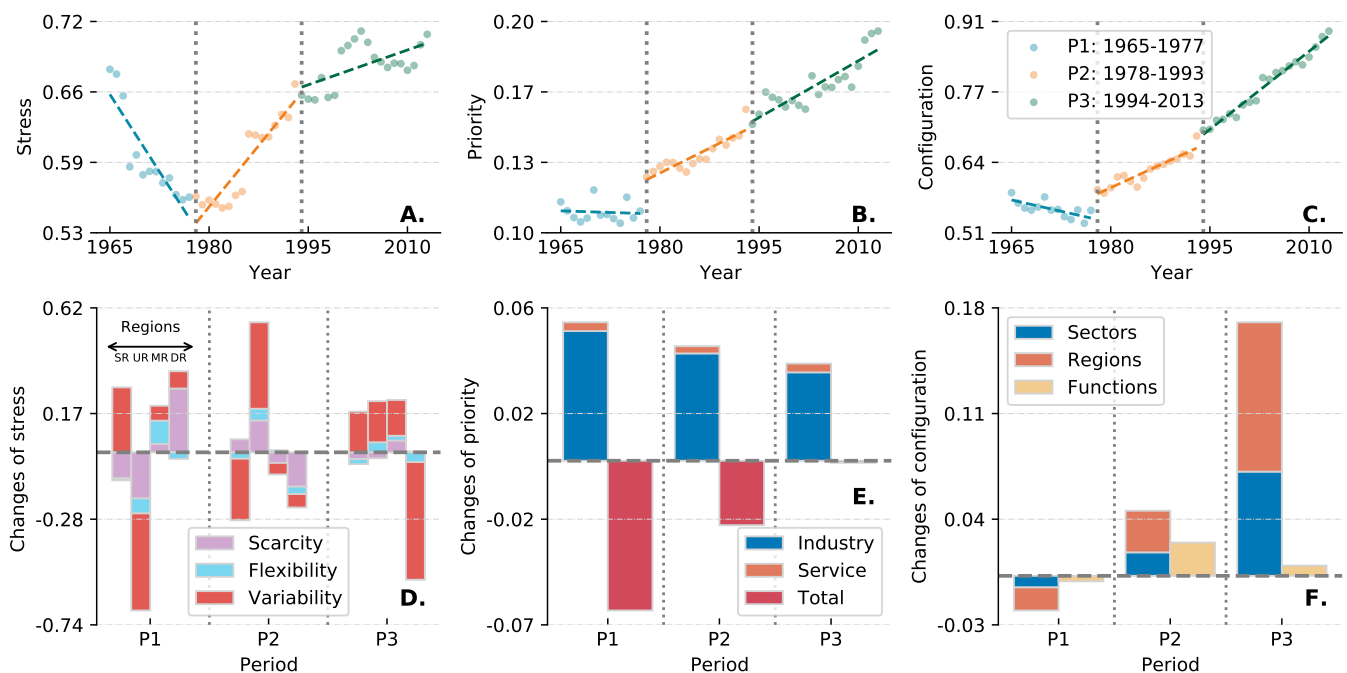 0.72
0.66
0.59
0.53
Stress
1965
1980
1995
2010
Year
A.
0.20
0.17
0.13
0.10
Priority
1965
1980
1995
2010
Year
B.
0.91
0.77
0.64
0.51
Configuration
P1: 1965-1977
P2: 1978-1993
P3: 1994-2013
1965
1980
1995
2010
Year
C.
0.62
0.17
-0.28
-0.74
Changes of stress
Regions
SR UR MR DR
Scarcity
Flexibility
Variability
D.
P1
P2
P3
Period
0.06
0.02
-0.02
-0.07
Changes of priority
E.
Industry
Service
Total
P1
P2
P3
Period
0.18
0.11
0.04
-0.03
Changes of configuration
Sectors
Regions
Functions
F.
P1
P2
P3
Period